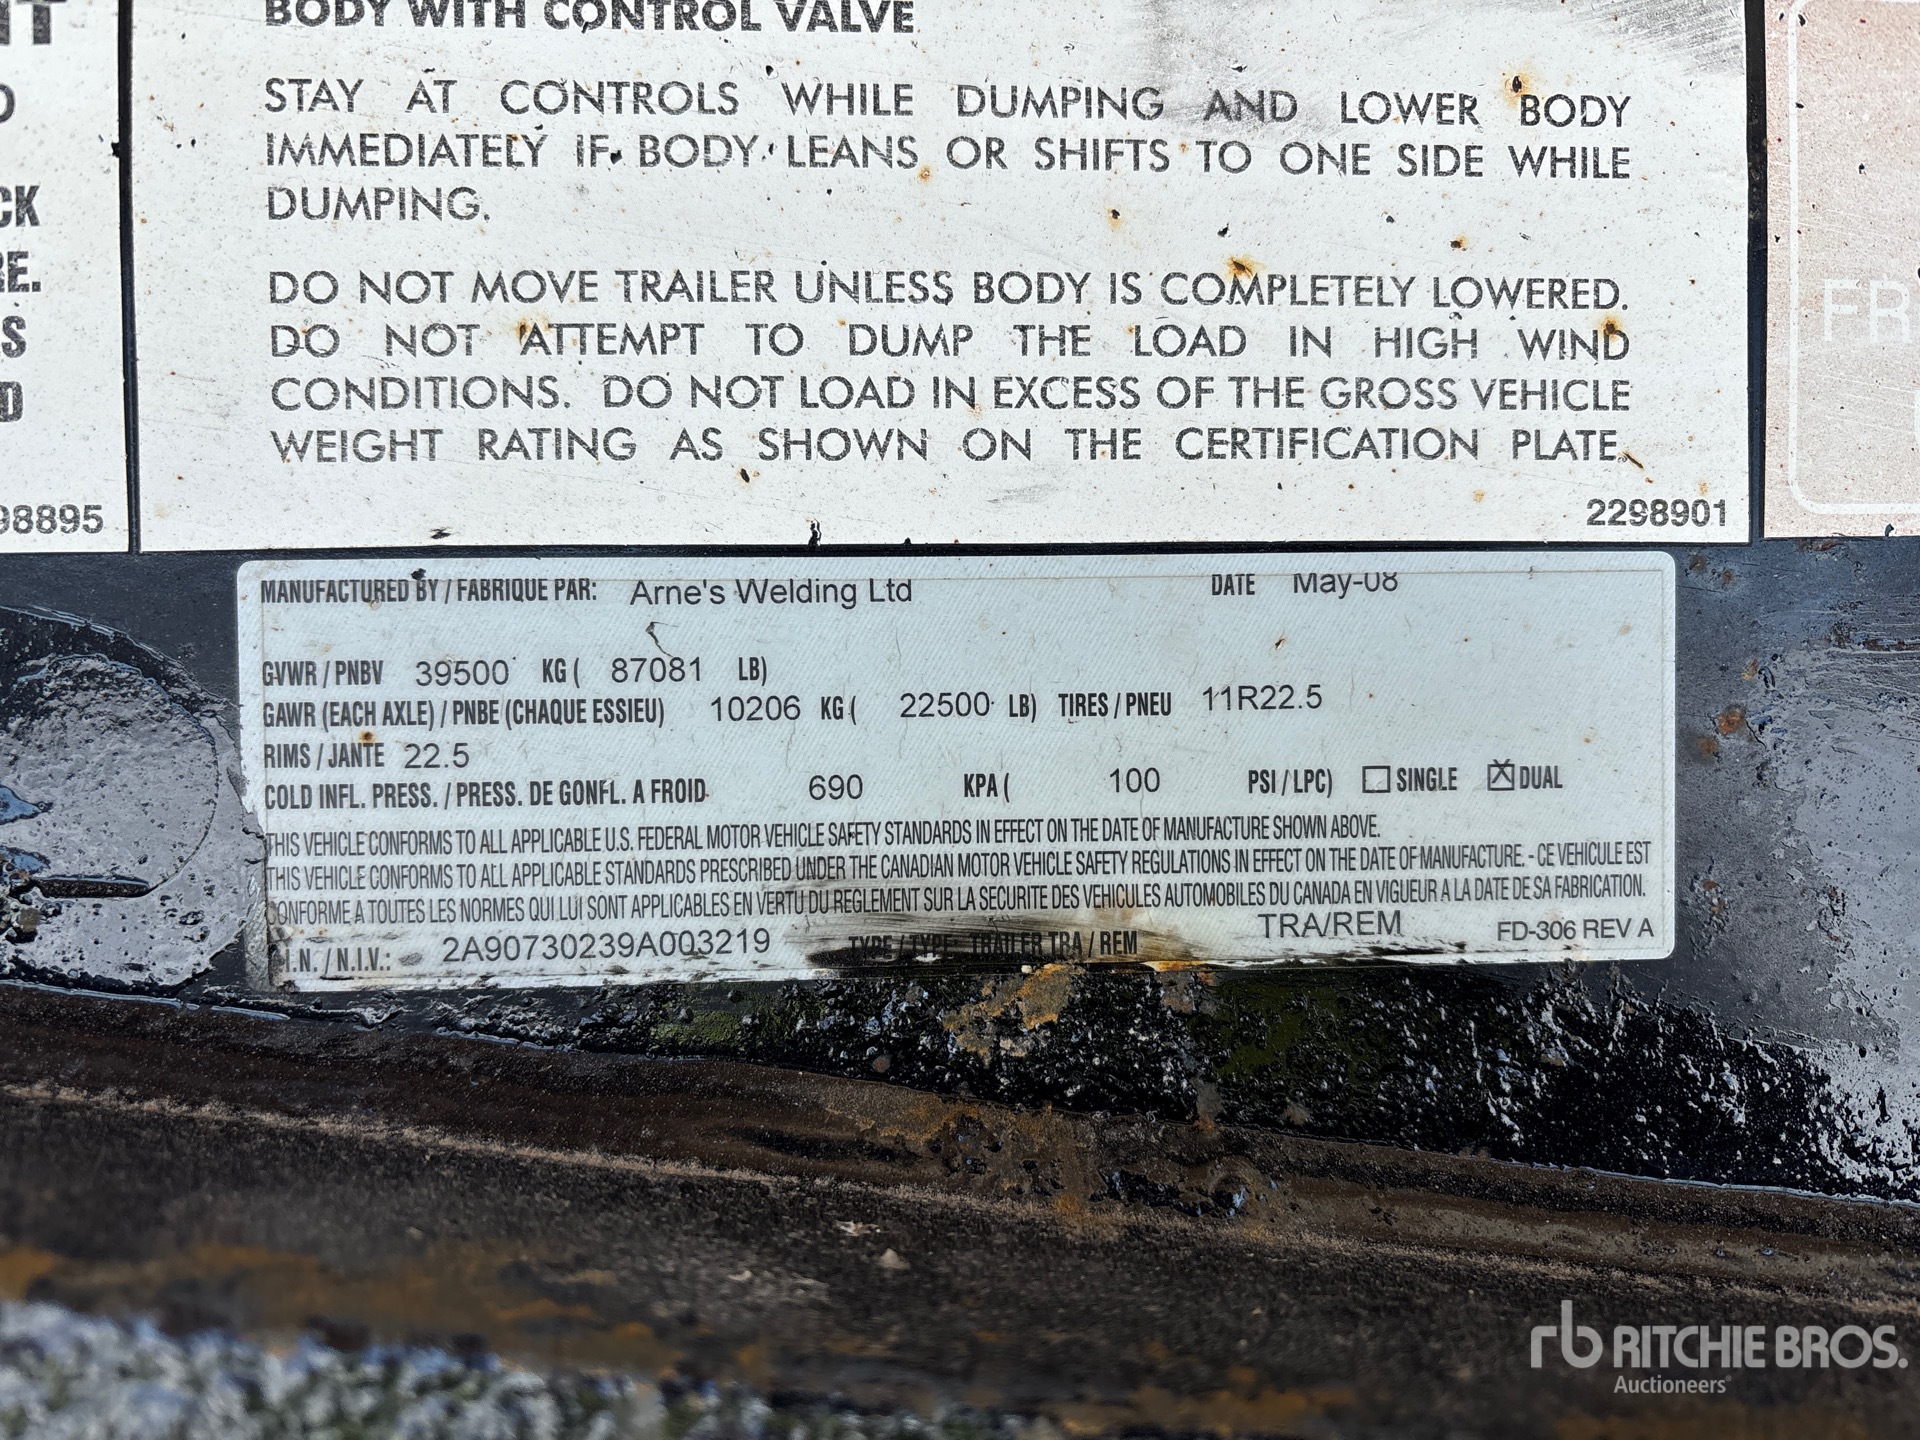 BODY WITH CONTROL VALVE
STAY AT CONTROLS WHILE DUMPING AND LOWER BODY
IMMEDIATELY IF BODY LEANS OR SHIFTS TO ONE SIDE WHILE
DUMPING.
DO NOT MOVE TRAILER UNLESS BODY IS COMPLETELY LOWERED.
DO NOT ATTEMPT TO DUMP THE LOAD IN HIGH WIND
CONDITIONS. DO NOT LOAD IN EXCESS OF THE GROSS VEHICLE
WEIGHT RATING AS SHOWN ON THE CERTIFICATION PLATE.
98895
2298901
CK
RE.
FR
MANUFACTURED BY / FABRIQUE PAR: Arne's Welding Ltd DATE May-08
GVWR / PNBV 39500 KG ( 87081 LB)
GAWR (EACH AXLE) / PNBE (CHAQUE ESSIEU) 10206 KG ( 22500 LB) TIRES / PNEU 11R22.5
RIMS / JANTE 22.5
COLD INFL. PRESS. / PRESS. DE GONFL. A FROID 690 KPA ( 100 PSI / LPC) SINGLE DUAL
THIS VEHICLE CONFORMS TO ALL APPLICABLE U.S. FEDERAL MOTOR VEHICLE SAFETY STANDARDS IN EFFECT ON THE DATE OF MANUFACTURE SHOWN ABOVE.
THIS VEHICLE CONFORMS TO ALL APPLICABLE STANDARDS PRESCRIBED UNDER THE CANADIAN MOTOR VEHICLE SAFETY REGULATIONS IN EFFECT ON THE DATE OF MANUFACTURE. - CE VEHICULE EST
CONFORME A TOUTES LES NORMES QUI LUI SONT APPLICABLES EN VERTU DU REGLEMENT SUR LA SECURITE DES VEHICULES AUTOMOBILES DU CANADA EN VIGUEUR A LA DATE DE SA FABRICATION.
I.N. / N.I.V.: 2A90730239A003219 TYPE / TYPE: TRAILER TRA / REM TRA/REM FD-306 REV A
rb RITCHIE BROS.
Auctioneers